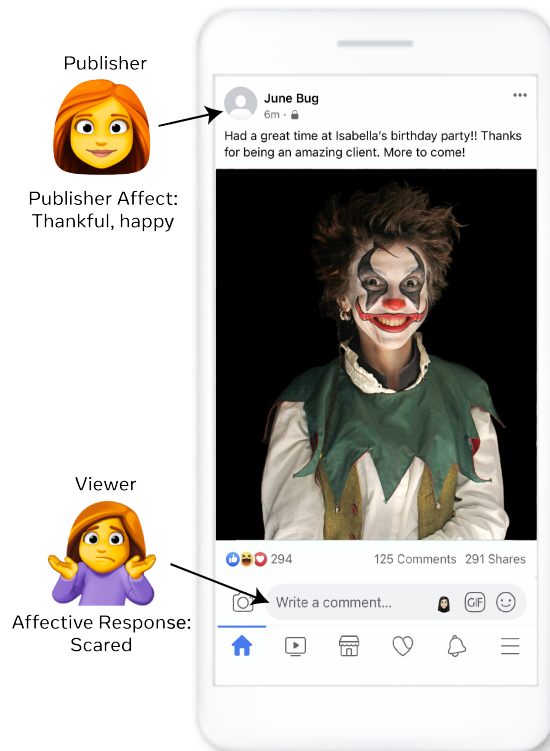 Publisher
Publisher Affect:
Thankful, happy
June Bug
6m ·
Had a great time at Isabella's birthday party!! Thanks
for being an amazing client. More to come!
294
125 Comments 291 Shares
Viewer
Affective Response:
Scared
Write a comment...
GIF